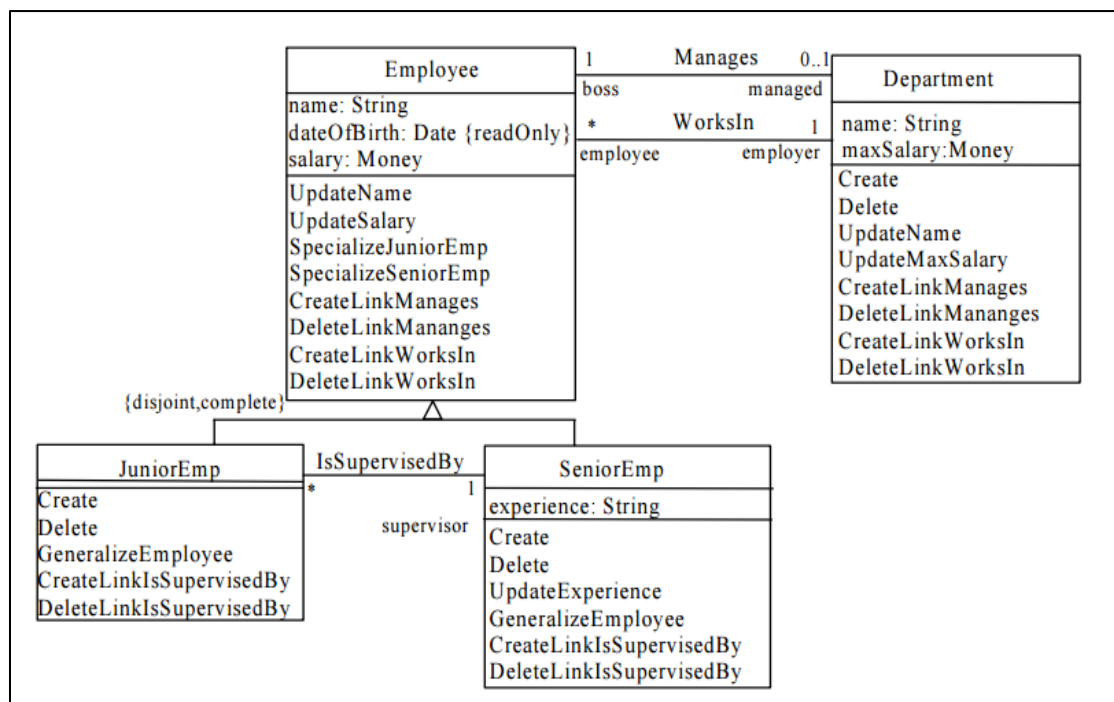 Employee
name: String
dateOfBirth: Date {readOnly}
salary: Money
UpdateName
UpdateSalary
SpecializeJuniorEmp
SpecializeSeniorEmp
CreateLinkManages
DeleteLinkMananges
CreateLinkWorksIn
DeleteLinkWorksIn
1 Manages 0..1
boss managed
* WorksIn 1
employee employer
Department
name: String
maxSalary:Money
Create
Delete
UpdateName
UpdateMaxSalary
CreateLinkManages
DeleteLinkMananges
CreateLinkWorksIn
DeleteLinkWorksIn
{disjoint,complete}
JuniorEmp
Create
Delete
GeneralizeEmployee
CreateLinkIsSupervisedBy
DeleteLinkIsSupervisedBy
IsSupervisedBy
* 1
supervisor
SeniorEmp
experience: String
Create
Delete
UpdateExperience
GeneralizeEmployee
CreateLinkIsSupervisedBy
DeleteLinkIsSupervisedBy